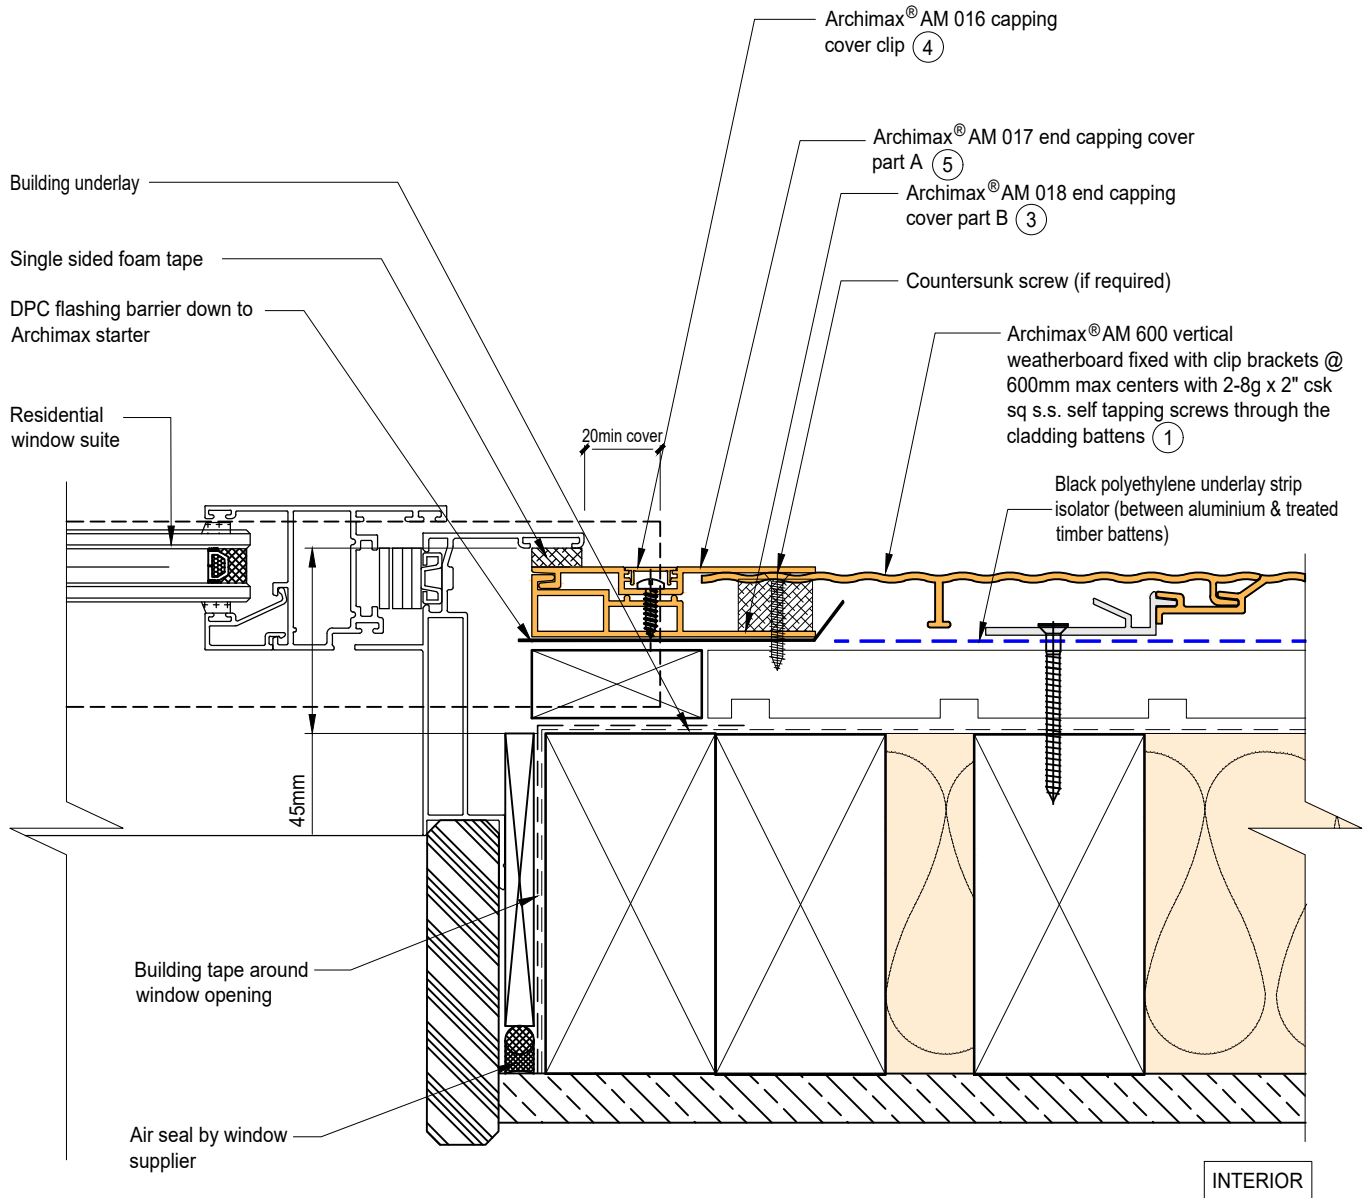 Archimax® AM 016 capping
cover clip 4
Archimax® AM 017 end capping cover
part A 5
Building underlay
Archimax® AM 018 end capping
cover part B 3
Single sided foam tape
Countersunk screw (if required)
DPC flashing barrier down to
Archimax starter
Archimax® AM 600 vertical
weatherboard fixed with clip brackets @
600mm max centers with 2-8g x 2" csk
sq s.s. self tapping screws through the
cladding battens 1
Residential
window suite
20min cover
Black polyethylene underlay strip
isolator (between aluminium & treated
timber battens)
45mm
Building tape around
window opening
Air seal by window
supplier
INTERIOR